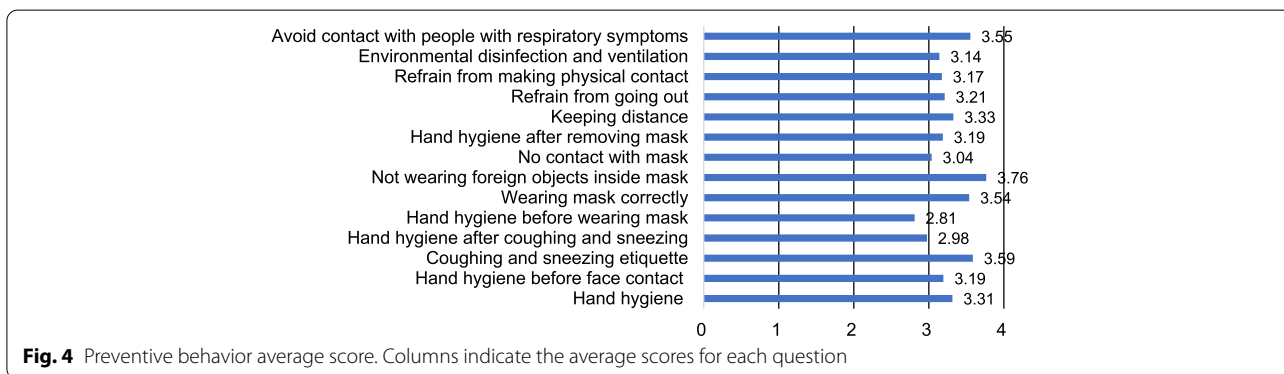 Avoid contact with people with respiratory symptoms 3.55
Environmental disinfection and ventilation 3.14
Refrain from making physical contact 3.17
Refrain from going out 3.21
Keeping distance 3.33
Hand hygiene after removing mask 3.19
No contact with mask 3.04
Not wearing foreign objects inside mask 3.76
Wearing mask correctly 3.54
Hand hygiene before wearing mask 2.81
Hand hygiene after coughing and sneezing 2.98
Coughing and sneezing etiquette 3.59
Hand hygiene before face contact 3.19
Hand hygiene 3.31
0 1 2 3 4
Fig. 4 Preventive behavior average score. Columns indicate the average scores for each question